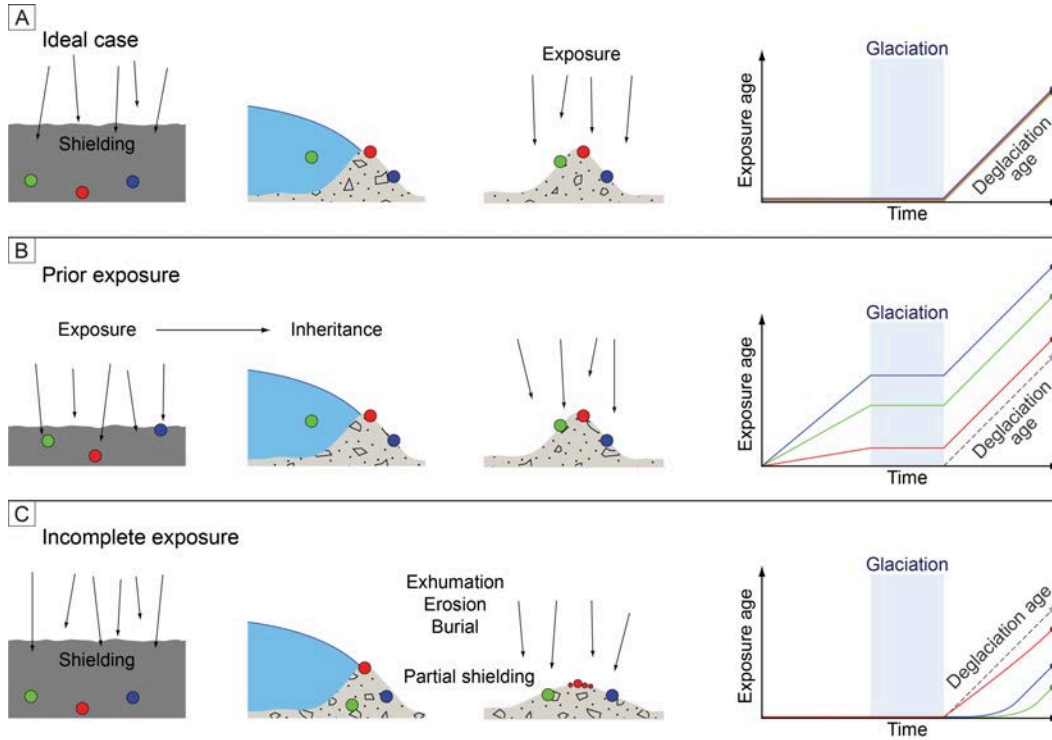 A
Ideal case
Shielding
Exposure
Glaciation
Exposure age
Deglaciation
age
Time
B
Prior exposure
Exposure
Inheritance
Glaciation
Exposure age
Deglaciation
age
Time
C
Incomplete exposure
Shielding
Exhumation
Erosion
Burial
Partial shielding
Glaciation
Exposure age
Deglaciation age
Time